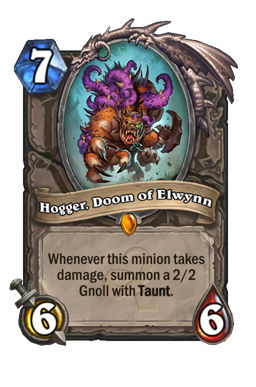 7
Hogger, Doom of Elwynn
Whenever this minion takes
damage, summon a 2/2
Gnoll with Taunt.
6 6